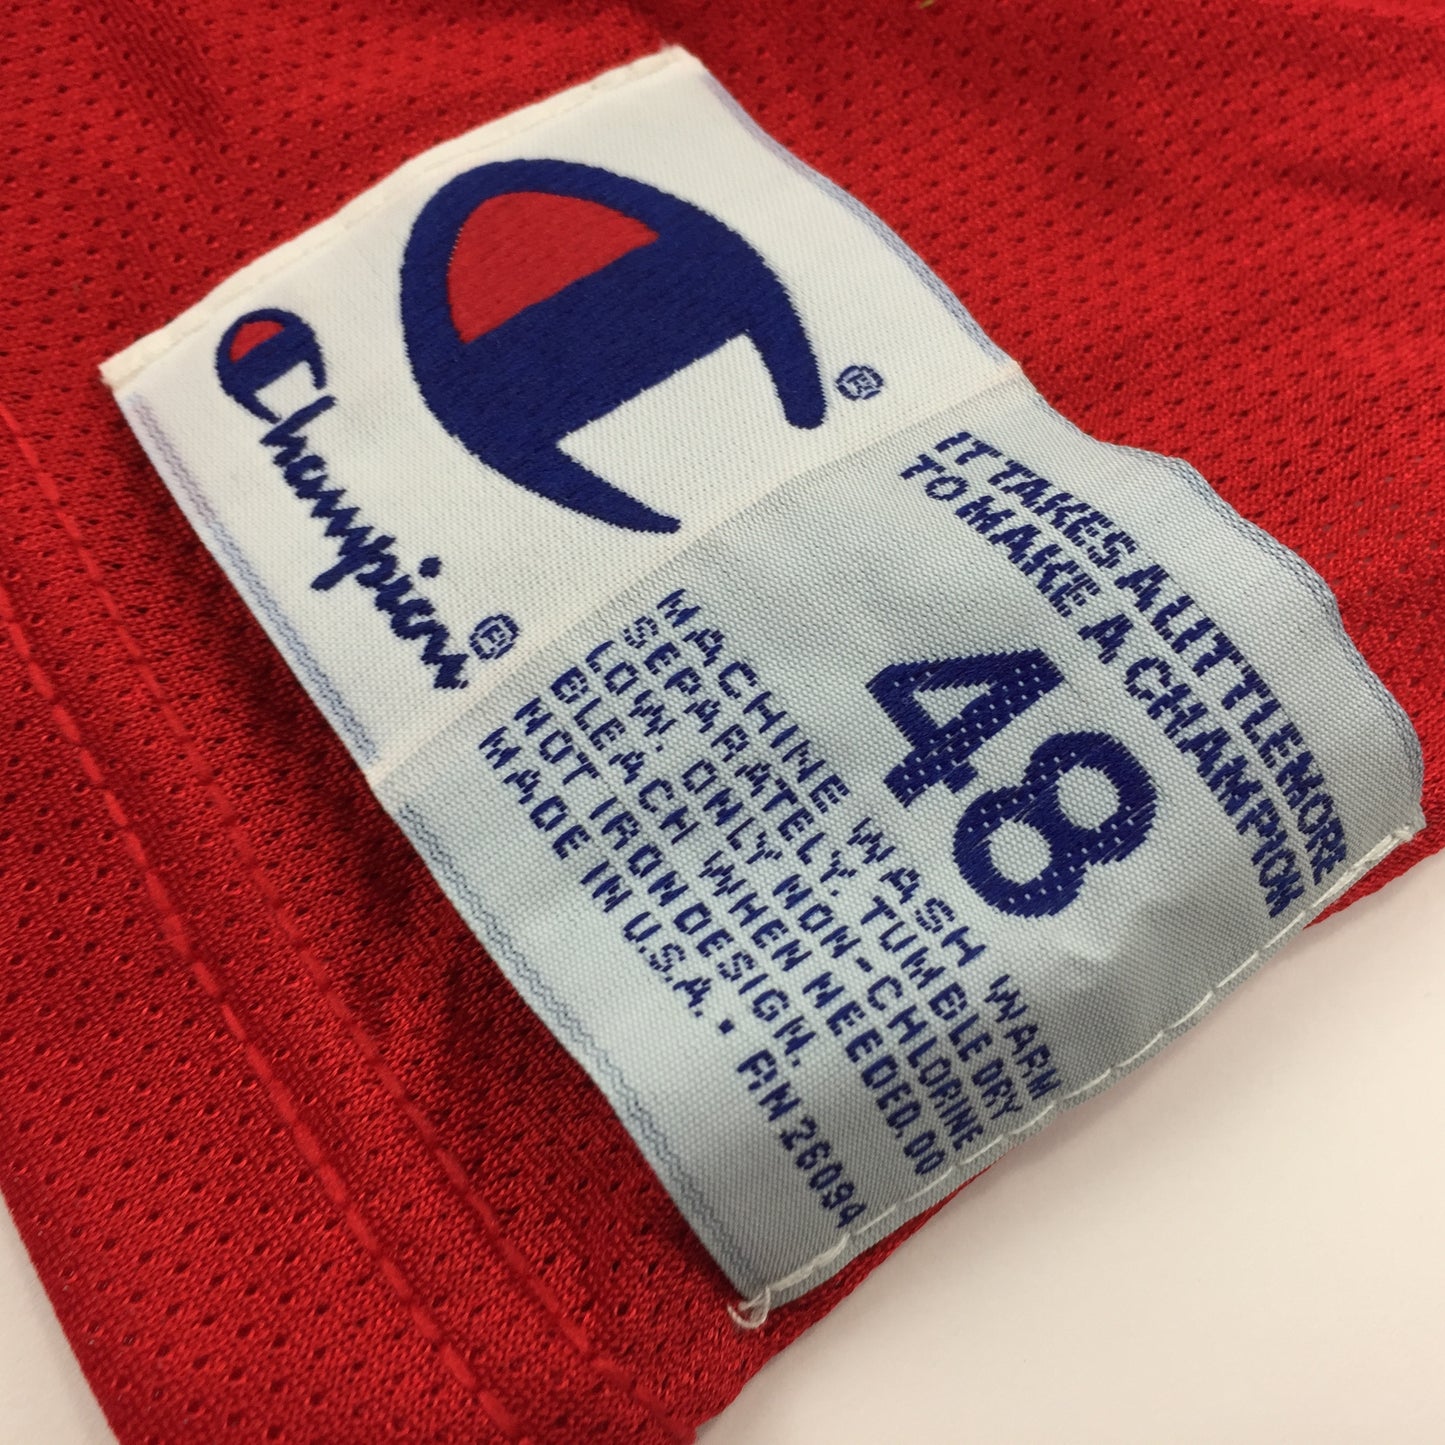 Champion®
®
IT TAKES A LITTLE MORE
TO MAKE A CHAMPION
48
MACHINE WASH WARM
SEPARATELY. TUMBLE DRY
LOW. ONLY NON-CHLORINE
BLEACH WHEN NEEDED. DO
NOT IRON DESIGN.
MADE IN U.S.A. • RN 26094